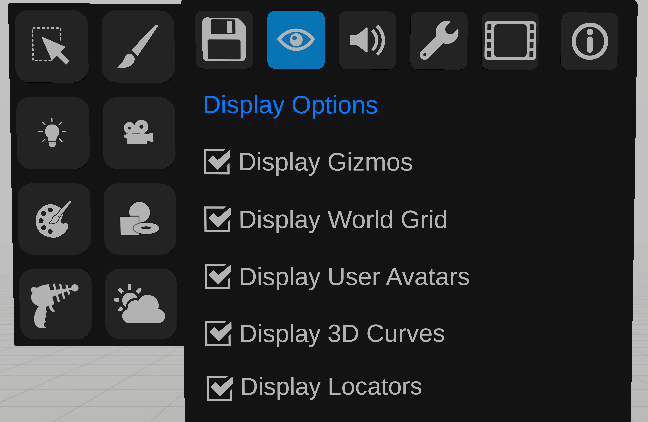 Display Options
Display Gizmos
Display World Grid
Display User Avatars
Display 3D Curves
Display Locators